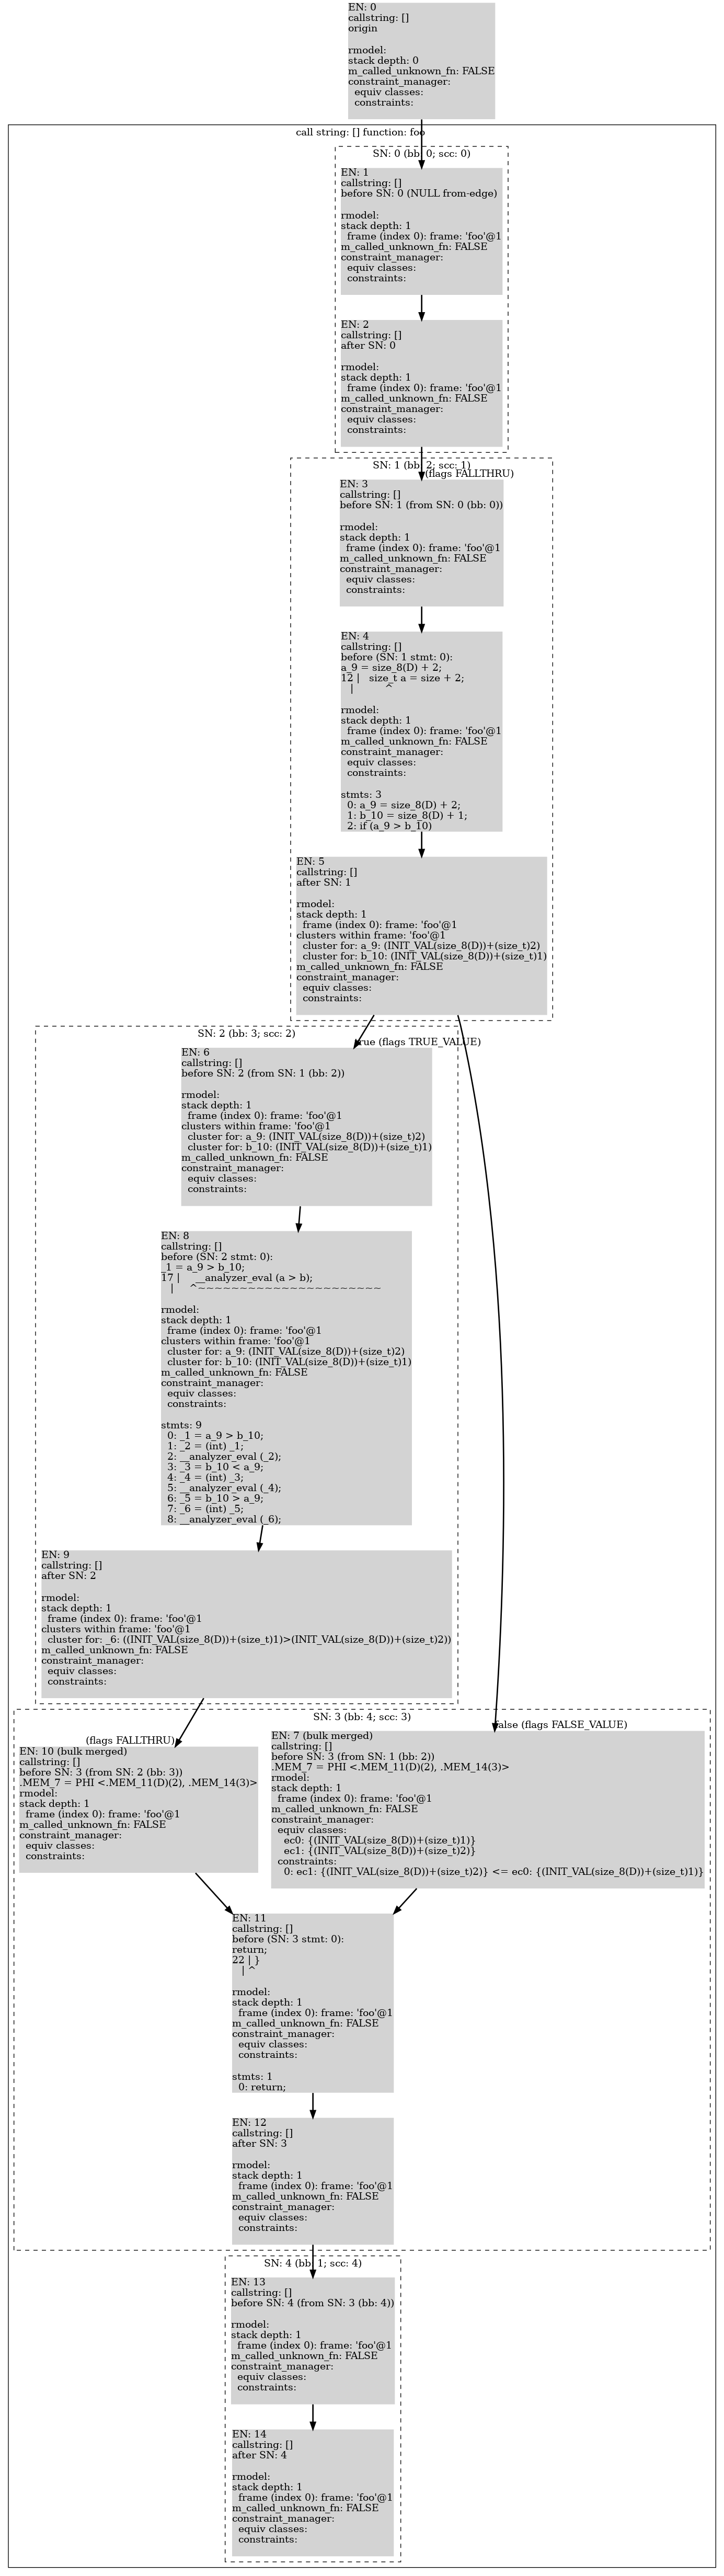 EN: 0
callstring: []
origin
rmodel:
stack depth: 0
m_called_unknown_fn: FALSE
constraint_manager:
equiv classes:
constraints:
call string: [] function: foo
SN: 0 (bb: 0; scc: 0)
EN: 1
callstring: []
before SN: 0 (NULL from-edge)
rmodel:
stack depth: 1
frame (index 0): frame: 'foo'@1
m_called_unknown_fn: FALSE
constraint_manager:
equiv classes:
constraints:
EN: 2
callstring: []
after SN: 0
rmodel:
stack depth: 1
frame (index 0): frame: 'foo'@1
m_called_unknown_fn: FALSE
constraint_manager:
equiv classes:
constraints:
SN: 1 (bb: 2; scc: 1)
(flags FALLTHRU)
EN: 3
callstring: []
before SN: 1 (from SN: 0 (bb: 0))
rmodel:
stack depth: 1
frame (index 0): frame: 'foo'@1
m_called_unknown_fn: FALSE
constraint_manager:
equiv classes:
constraints:
EN: 4
callstring: []
before (SN: 1 stmt: 0):
a_9 = size_8(D) + 2;
12 |   size_t a = size + 2;
|          ^
rmodel:
stack depth: 1
frame (index 0): frame: 'foo'@1
m_called_unknown_fn: FALSE
constraint_manager:
equiv classes:
constraints:
stmts: 3
0: a_9 = size_8(D) + 2;
1: b_10 = size_8(D) + 1;
2: if (a_9 > b_10)
EN: 5
callstring: []
after SN: 1
rmodel:
stack depth: 1
frame (index 0): frame: 'foo'@1
clusters within frame: 'foo'@1
cluster for: a_9: (INIT_VAL(size_8(D))+(size_t)2)
cluster for: b_10: (INIT_VAL(size_8(D))+(size_t)1)
m_called_unknown_fn: FALSE
constraint_manager:
equiv classes:
constraints:
SN: 2 (bb: 3; scc: 2)
true (flags TRUE_VALUE)
EN: 6
callstring: []
before SN: 2 (from SN: 1 (bb: 2))
rmodel:
stack depth: 1
frame (index 0): frame: 'foo'@1
clusters within frame: 'foo'@1
cluster for: a_9: (INIT_VAL(size_8(D))+(size_t)2)
cluster for: b_10: (INIT_VAL(size_8(D))+(size_t)1)
m_called_unknown_fn: FALSE
constraint_manager:
equiv classes:
constraints:
EN: 8
callstring: []
before (SN: 2 stmt: 0):
_1 = a_9 > b_10;
17 |     __analyzer_eval (a > b);
|     ^~~~~~~~~~~~~~~~~~~~~~~
rmodel:
stack depth: 1
frame (index 0): frame: 'foo'@1
clusters within frame: 'foo'@1
cluster for: a_9: (INIT_VAL(size_8(D))+(size_t)2)
cluster for: b_10: (INIT_VAL(size_8(D))+(size_t)1)
m_called_unknown_fn: FALSE
constraint_manager:
equiv classes:
constraints:
stmts: 9
0: _1 = a_9 > b_10;
1: _2 = (int) _1;
2: __analyzer_eval (_2);
3: _3 = b_10 < a_9;
4: _4 = (int) _3;
5: __analyzer_eval (_4);
6: _5 = b_10 > a_9;
7: _6 = (int) _5;
8: __analyzer_eval (_6);
EN: 9
callstring: []
after SN: 2
rmodel:
stack depth: 1
frame (index 0): frame: 'foo'@1
clusters within frame: 'foo'@1
cluster for: _6: ((INIT_VAL(size_8(D))+(size_t)1)>(INIT_VAL(size_8(D))+(size_t)2))
m_called_unknown_fn: FALSE
constraint_manager:
equiv classes:
constraints:
SN: 3 (bb: 4; scc: 3)
(flags FALLTHRU)
EN: 10 (bulk merged)
callstring: []
before SN: 3 (from SN: 2 (bb: 3))
.MEM_7 = PHI <.MEM_11(D)(2), .MEM_14(3)>
rmodel:
stack depth: 1
frame (index 0): frame: 'foo'@1
m_called_unknown_fn: FALSE
constraint_manager:
equiv classes:
constraints:
false (flags FALSE_VALUE)
EN: 7 (bulk merged)
callstring: []
before SN: 3 (from SN: 1 (bb: 2))
.MEM_7 = PHI <.MEM_11(D)(2), .MEM_14(3)>
rmodel:
stack depth: 1
frame (index 0): frame: 'foo'@1
m_called_unknown_fn: FALSE
constraint_manager:
equiv classes:
ec0: {(INIT_VAL(size_8(D))+(size_t)1)}
ec1: {(INIT_VAL(size_8(D))+(size_t)2)}
constraints:
0: ec1: {(INIT_VAL(size_8(D))+(size_t)2)} <= ec0: {(INIT_VAL(size_8(D))+(size_t)1)}
EN: 11
callstring: []
before (SN: 3 stmt: 0):
return;
22 | }
| ^
rmodel:
stack depth: 1
frame (index 0): frame: 'foo'@1
m_called_unknown_fn: FALSE
constraint_manager:
equiv classes:
constraints:
stmts: 1
0: return;
EN: 12
callstring: []
after SN: 3
rmodel:
stack depth: 1
frame (index 0): frame: 'foo'@1
m_called_unknown_fn: FALSE
constraint_manager:
equiv classes:
constraints:
SN: 4 (bb: 1; scc: 4)
EN: 13
callstring: []
before SN: 4 (from SN: 3 (bb: 4))
rmodel:
stack depth: 1
frame (index 0): frame: 'foo'@1
m_called_unknown_fn: FALSE
constraint_manager:
equiv classes:
constraints:
EN: 14
callstring: []
after SN: 4
rmodel:
stack depth: 1
frame (index 0): frame: 'foo'@1
m_called_unknown_fn: FALSE
constraint_manager:
equiv classes:
constraints: